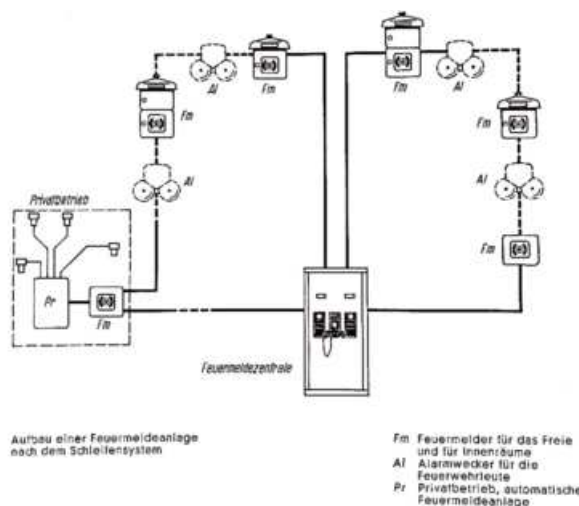 Al
Fm
Fm
Al
Fm
Al
Fm
Al
Fm
Privatbetrieb
Pr
Fm
Feuermeldezentrale
Aufbau einer Feuermeldeanlage
nach dem Schleifensystem
Fm Feuermelder für das Freie
und für Innenräume
Al Alarmwecker für die
Feuerwehrleute
Pr Privatbetrieb, automatische
Feuermeldeanlage